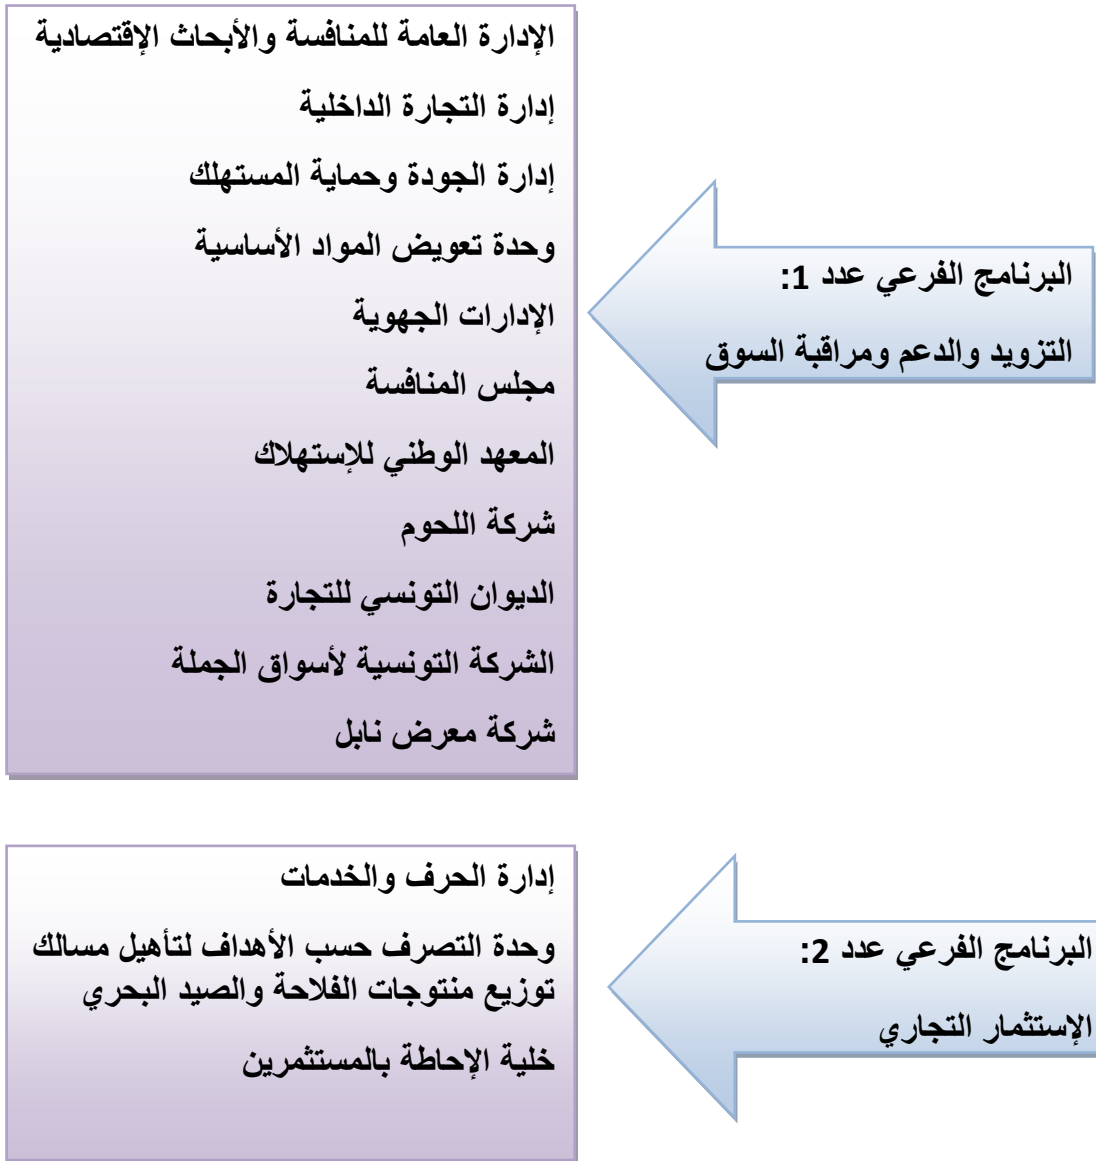 البرنامج الفرعي عدد 1:
التزويد والدعم ومراقبة السوق
الإدارة العامة للمنافسة والأبحاث الإقتصادية
إدارة التجارة الداخلية
إدارة الجودة وحماية المستهلك
وحدة تعويض المواد الأساسية
الإدارات الجهوية
مجلس المنافسة
المعهد الوطني للإستهلاك
شركة اللحوم
الديوان التونسي للتجارة
الشركة التونسية لأسواق الجملة
شركة معرض نابل
البرنامج الفرعي عدد 2:
الإستثمار التجاري
إدارة الحرف والخدمات
وحدة التصرف حسب الأهداف لتأهيل مسالك
توزيع منتوجات الفلاحة والصيد البحري
خلية الإحاطة بالمستثمرين